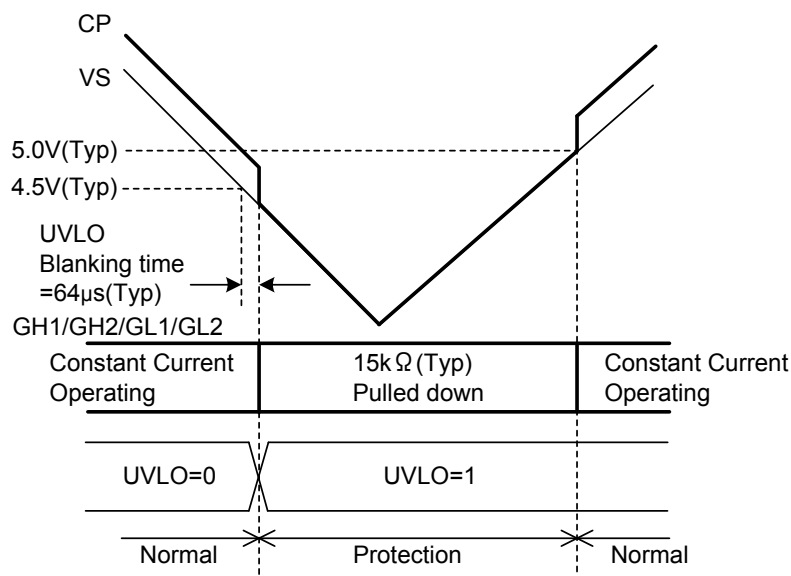 CP
VS
5.0V(Typ)
4.5V(Typ)
UVLO
Blanking time
=64μs(Typ)
GH1/GH2/GL1/GL2
Constant Current
Operating
15kΩ(Typ)
Pulled down
Constant Current
Operating
UVLO=0
UVLO=1
Normal
Protection
Normal